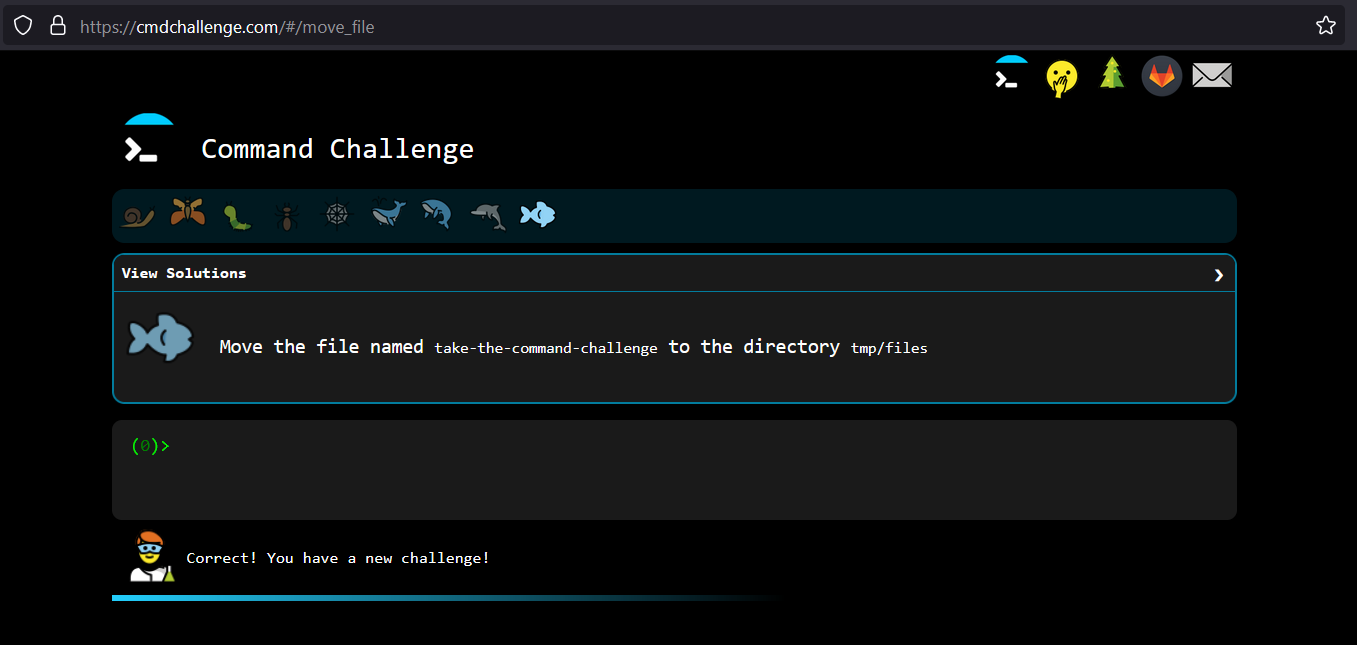 https://cmdchallenge.com/#/move_file
Command Challenge
View Solutions
Move the file named take-the-command-challenge to the directory tmp/files
(0)>
Correct! You have a new challenge!